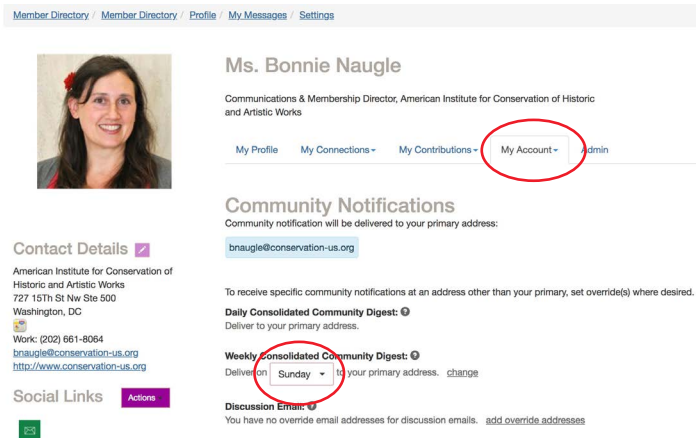 Member Directory / Member Directory / Profile / My Messages / Settings
Ms. Bonnie Naugle
Communications & Membership Director, American Institute for Conservation of Historic
and Artistic Works
My Profile My Connections My Contributions My Account Admin
Community Notifications
Community notification will be delivered to your primary address:
bnaugle@conservation-us.org
To receive specific community notifications at an address other than your primary, set override(s) where desired.
Daily Consolidated Community Digest:
Deliver to your primary address.
Weekly Consolidated Community Digest:
Deliver on Sunday to your primary address. change
Discussion Email:
You have no override email addresses for discussion emails. add override addresses
Contact Details
American Institute for Conservation of
Historic and Artistic Works
727 15Th St Nw Ste 500
Washington, DC
Work: (202) 661-8064
bnaugle@conservation-us.org
http://www.conservation-us.org
Social Links Actions